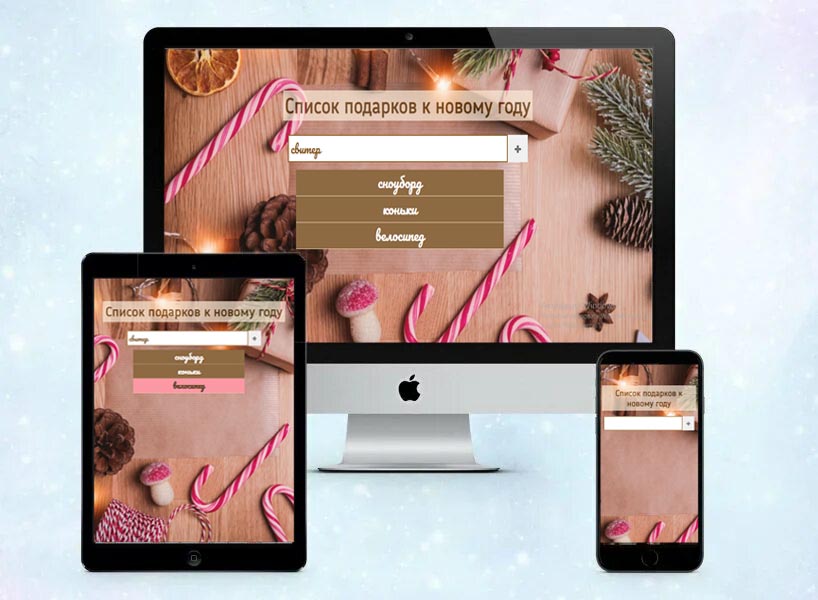 Список подарков к новому году
свитер
+
сноуборд
коньки
велосипед
Список подарков к новому году
свитер
+
сноуборд
коньки
велосипед
Список подарков к
новому году
+